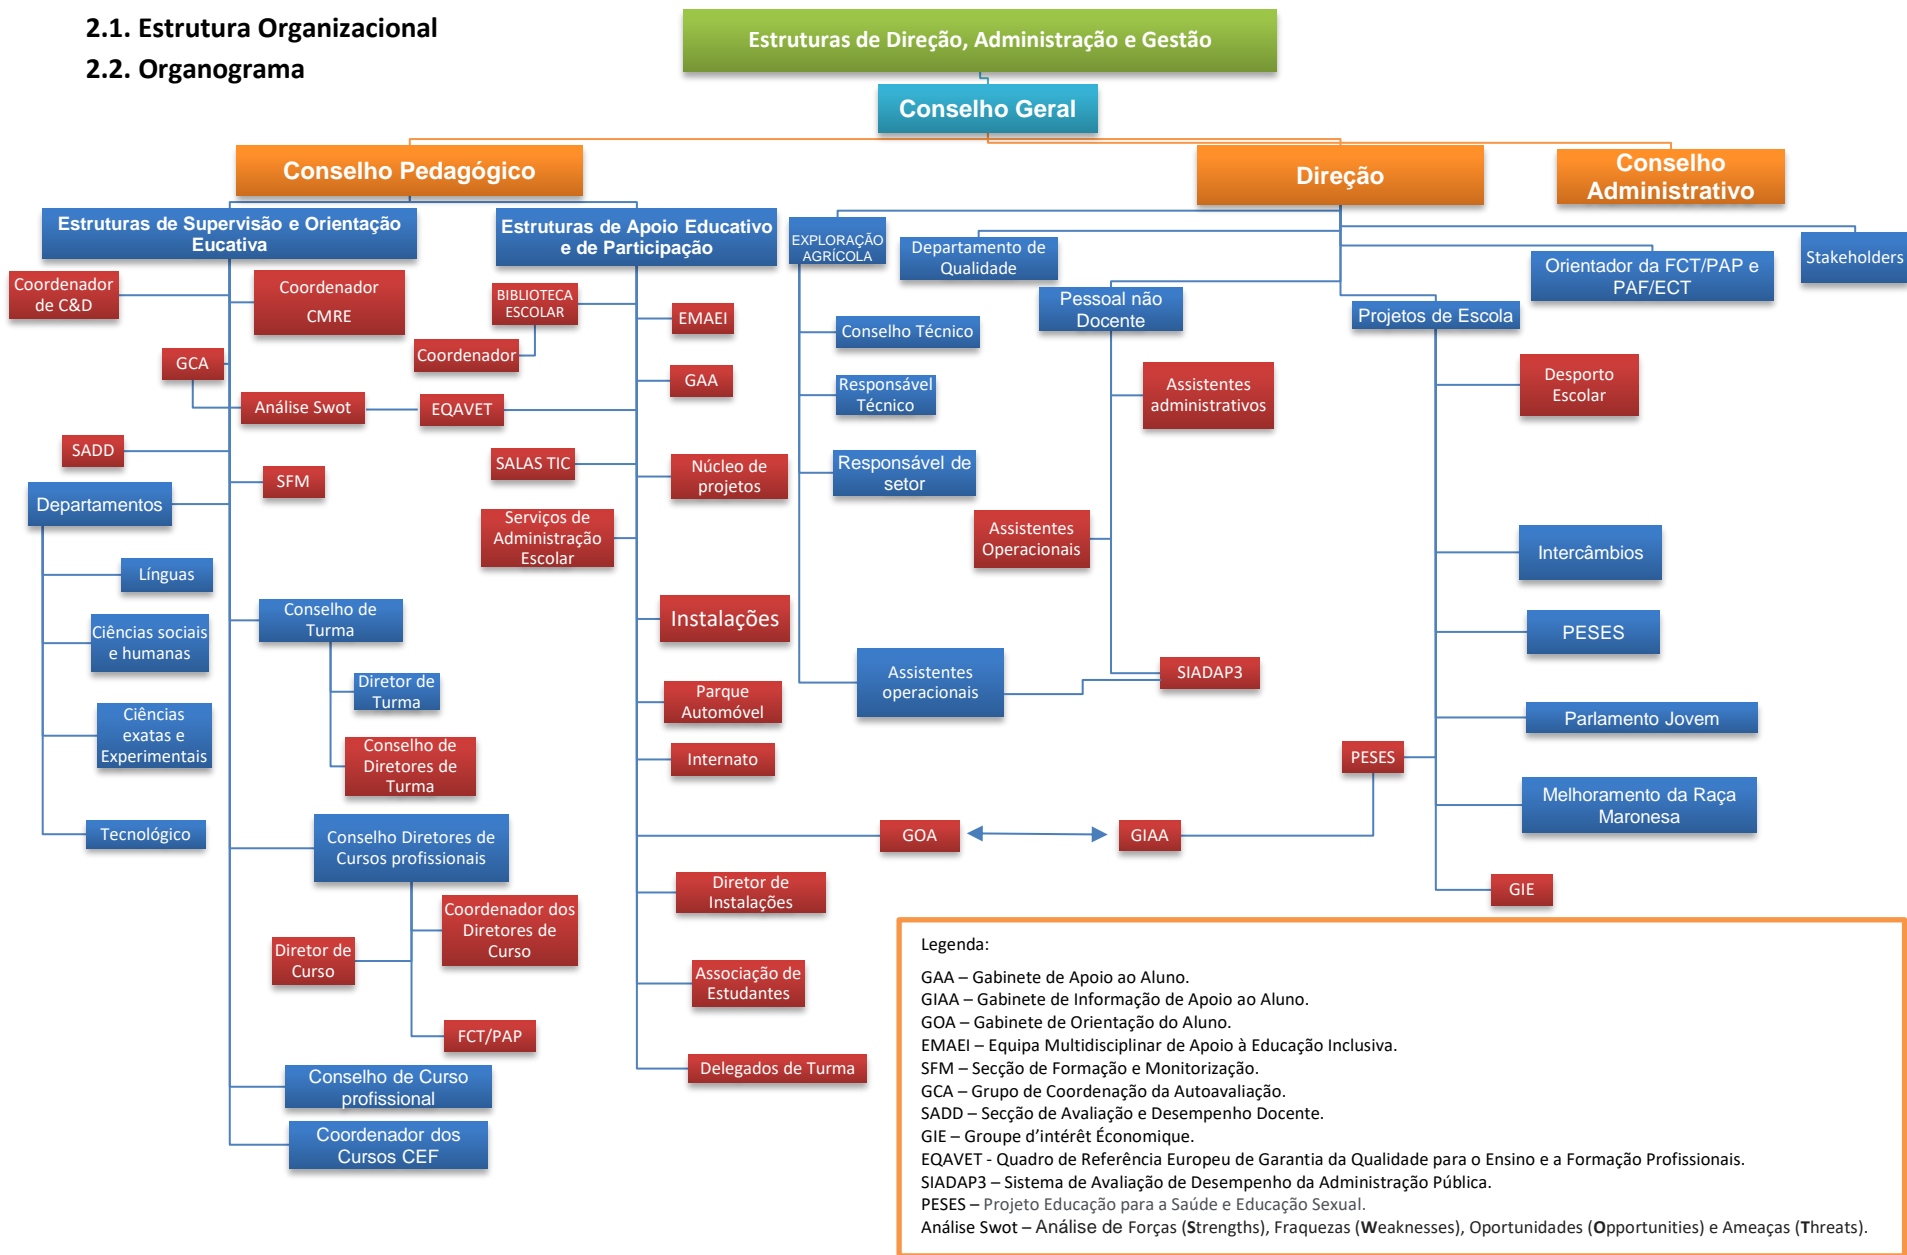 2.1. Estrutura Organizacional
2.2. Organograma
Estruturas de Direção, Administração e Gestão
Conselho Geral
Conselho Pedagógico
Direção
Conselho
Administrativo
Estruturas de Supervisão e Orientação
Eucativa
Estruturas de Apoio Educativo
e de Participação
EXPLORAÇÃO
AGRÍCOLA
Departamento de
Qualidade
Orientador da FCT/PAP e
PAF/ECT
Stakeholders
Coordenador
de C&D
Coordenador
CMRE
BIBLIOTECA
ESCOLAR
EMAEI
Pessoal não
Docente
Projetos de Escola
Conselho Técnico
GCA
Coordenador
GAA
Responsável
Técnico
Assistentes
administrativos
Desporto
Escolar
Análise Swot
EQAVET
SADD
SFM
SALAS TIC
Núcleo de
projetos
Responsável de
setor
Departamentos
Serviços de
Administração
Escolar
Assistentes
Operacionais
Intercâmbios
Línguas
Conselho de
Turma
Instalações
PESES
Ciências sociais
e humanas
Diretor de
Turma
Assistentes
operacionais
SIADAP3
Parque
Automóvel
Parlamento Jovem
Ciências
exatas e
Experimentais
Conselho de
Diretores de
Turma
Internato
PESES
Melhoramento da Raça
Maronesa
Tecnológico
Conselho Diretores de
Cursos profissionais
GOA
GIAA
Diretor de
Instalações
GIE
Coordenador dos
Diretores de
Curso
Diretor de
Curso
Associação de
Estudantes
FCT/PAP
Delegados de Turma
Conselho de Curso
profissional
Coordenador dos
Cursos CEF
Legenda:
GAA – Gabinete de Apoio ao Aluno.
GIAA – Gabinete de Informação de Apoio ao Aluno.
GOA – Gabinete de Orientação do Aluno.
EMAEI – Equipa Multidisciplinar de Apoio à Educação Inclusiva.
SFM – Secção de Formação e Monitorização.
GCA – Grupo de Coordenação da Autoavaliação.
SADD – Secção de Avaliação e Desempenho Docente.
GIE – Groupe d’intérêt Économique.
EQAVET - Quadro de Referência Europeu de Garantia da Qualidade para o Ensino e a Formação Profissionais.
SIADAP3 – Sistema de Avaliação de Desempenho da Administração Pública.
PESES – Projeto Educação para a Saúde e Educação Sexual.
Análise Swot – Análise de Forças (Strengths), Fraquezas (Weaknesses), Oportunidades (Opportunities) e Ameaças (Threats).